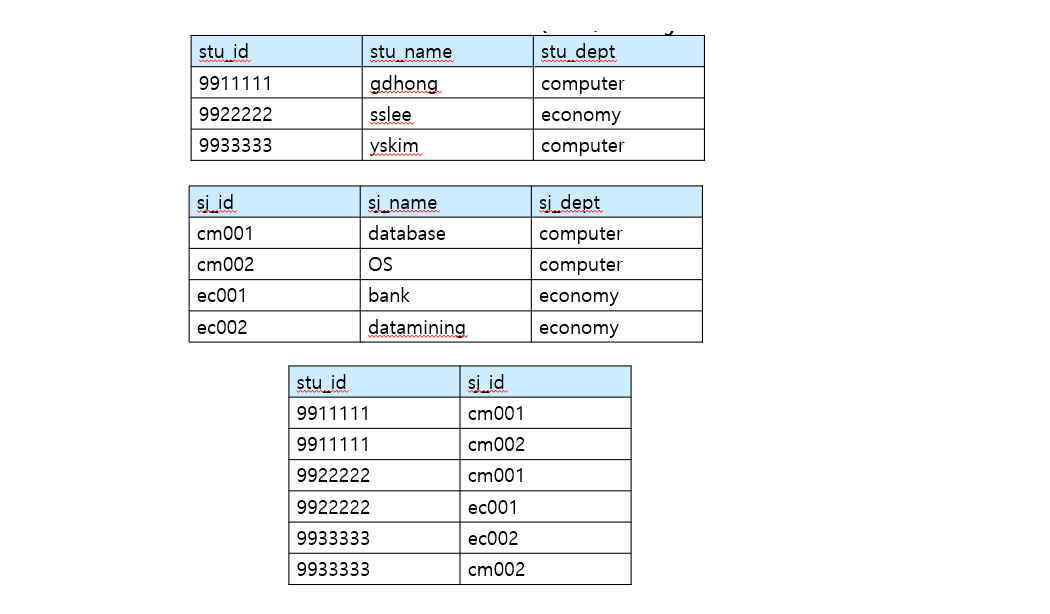 stu_id stu_name stu_dept
9911111 gdhong computer
9922222 sslee economy
9933333 yskim computer
sj_id sj_name sj_dept
cm001 database computer
cm002 OS computer
ec001 bank economy
ec002 datamining economy
stu_id sj_id
9911111 cm001
9911111 cm002
9922222 cm001
9922222 ec001
9933333 ec002
9933333 cm002